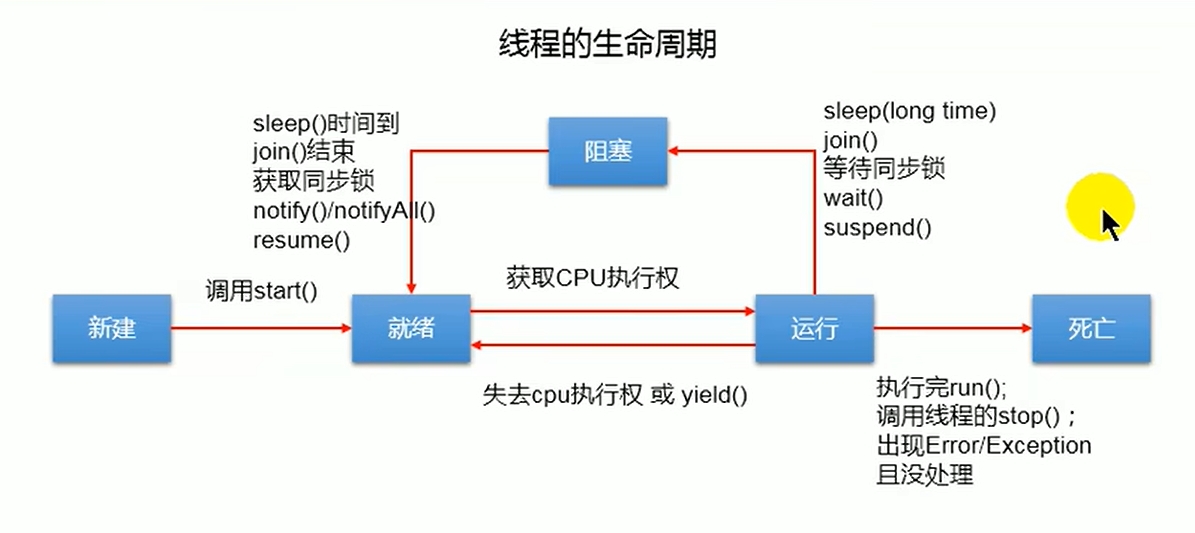 线程的生命周期
sleep()时间到
join()结束
获取同步锁
notify()/notifyAll()
resume()
阻塞
sleep(long time)
join()
等待同步锁
wait()
suspend()
调用start()
获取CPU执行权
新建
就绪
运行
死亡
失去cpu执行权 或 yield()
执行完run();
调用线程的stop()；
出现Error/Exception
且没处理